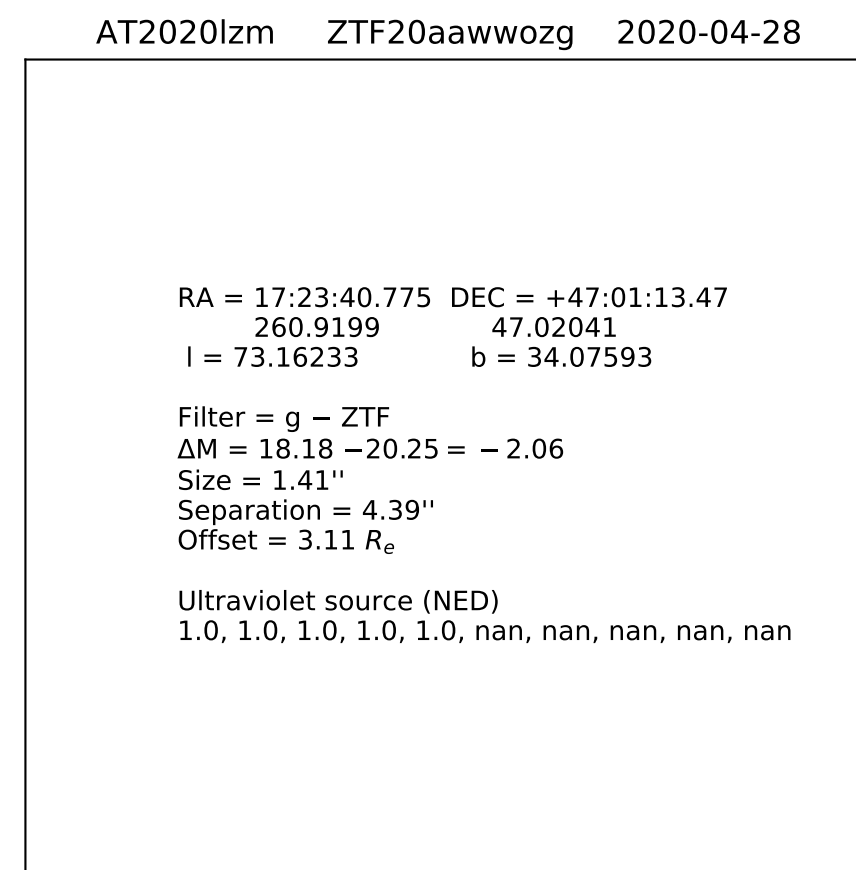 AT2020lzm ZTF20aawwozg 2020-04-28
RA = 17:23:40.775 DEC = +47:01:13.47
260.9199 47.02041
l = 73.16233 b = 34.07593
Filter = g − ZTF
ΔM = 18.18 −20.25 = − 2.06
Size = 1.41''
Separation = 4.39''
Offset = 3.11 Re
Ultraviolet source (NED)
1.0, 1.0, 1.0, 1.0, 1.0, nan, nan, nan, nan, nan